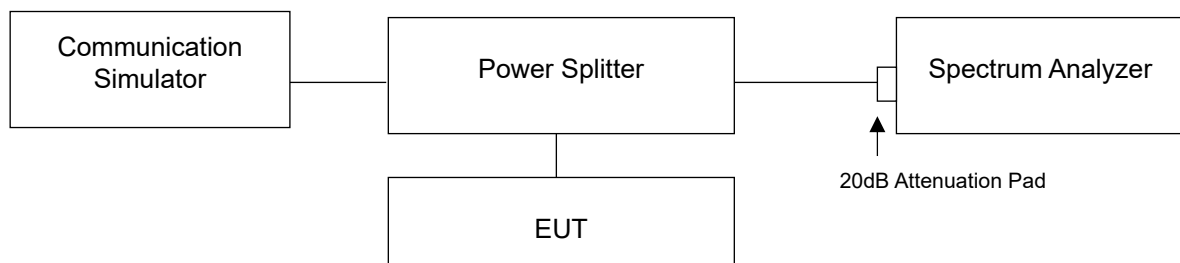 Communication
Simulator
Power Splitter
Spectrum Analyzer
20dB Attenuation Pad
EUT